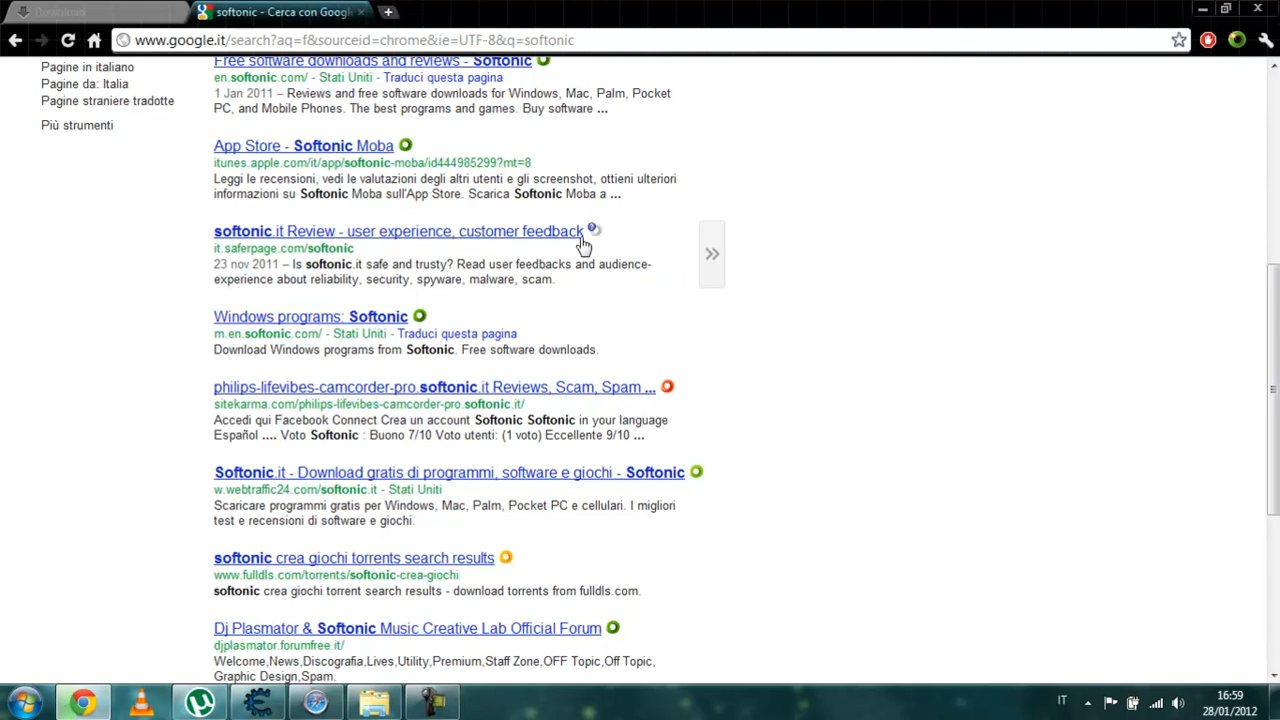 Download
softonic - Cerca con Google
www.google.it/search?aq=f&sourceid=chrome&ie=UTF-8&q=softonic
Pagine in italiano
Pagine da: Italia
Pagine straniere tradotte
Più strumenti
Free software downloads and reviews - Softonic
en.softonic.com/ - Stati Uniti - Traduci questa pagina
1 Jan 2011 – Reviews and free software downloads for Windows, Mac, Palm, Pocket
PC, and Mobile Phones. The best programs and games. Buy software ...
App Store - Softonic Moba
itunes.apple.com/it/app/softonic-moba/id444985299?mt=8
Leggi le recensioni, vedi le valutazioni degli altri utenti e gli screenshot, ottieni ulteriori
informazioni su Softonic Moba sull'App Store. Scarica Softonic Moba a ...
softonic.it Review - user experience, customer feedback
it.saferpage.com/softonic
23 nov 2011 – Is softonic.it safe and trusty? Read user feedbacks and audience-
experience about reliability, security, spyware, malware, scam.
Windows programs: Softonic
m.en.softonic.com/ - Stati Uniti - Traduci questa pagina
Download Windows programs from Softonic. Free software downloads.
philips-lifevibes-camcorder-pro.softonic.it Reviews, Scam, Spam ...
sitekarma.com/philips-lifevibes-camcorder-pro.softonic.it/
Accedi qui Facebook Connect Crea un account Softonic Softonic in your language
Español .... Voto Softonic : Buono 7/10 Voto utenti: (1 voto) Eccellente 9/10 ...
Softonic.it - Download gratis di programmi, software e giochi - Softonic
w.webtraffic24.com/softonic.it - Stati Uniti
Scaricare programmi gratis per Windows, Mac, Palm, Pocket PC e cellulari. I migliori
test e recensioni di software e giochi.
softonic crea giochi torrents search results
www.fulldls.com/torrents/softonic-crea-giochi
softonic crea giochi torrent search results - download torrents from fulldls.com.
Dj Plasmator & Softonic Music Creative Lab Official Forum
djplasmator.forumfree.it/
Welcome,News,Discografia,Lives,Utility,Premium,Staff Zone,OFF Topic,Off Topic,
Graphic Design,Spam.
IT
16:59
28/01/2012